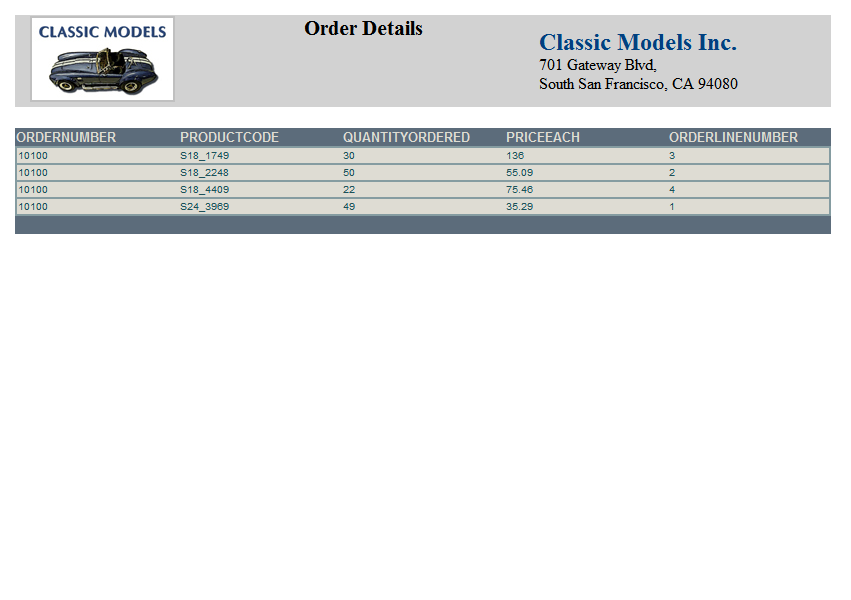 CLASSIC MODELS
Order Details
Classic Models Inc.
701 Gateway Blvd,
South San Francisco, CA 94080
ORDERNUMBER PRODUCTCODE QUANTITYORDERED PRICEEACH ORDERLINENUMBER
10100 S18_1749 30 136 3
10100 S18_2248 50 55.09 2
10100 S18_4409 22 75.46 4
10100 S24_3969 49 35.29 1